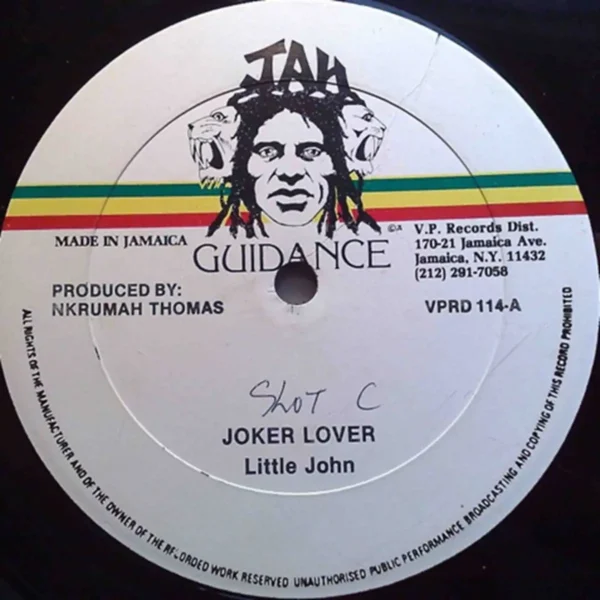 JAH
GUIDANCE
MADE IN JAMAICA
©A
V.P. Records Dist.
170-21 Jamaica Ave.
Jamaica, N.Y. 11432
(212) 291-7058
PRODUCED BY:
NKRUMAH THOMAS
VPRD 114-A
SHOT C
JOKER LOVER
Little John
ALL RIGHTS OF THE MANUFACTURER AND OF THE OWNER OF THE RECORDED WORK RESERVED UNAUTHORISED PUBLIC PERFORMANCE BROADCASTING AND COPYING OF THIS RECORD PROHIBITED